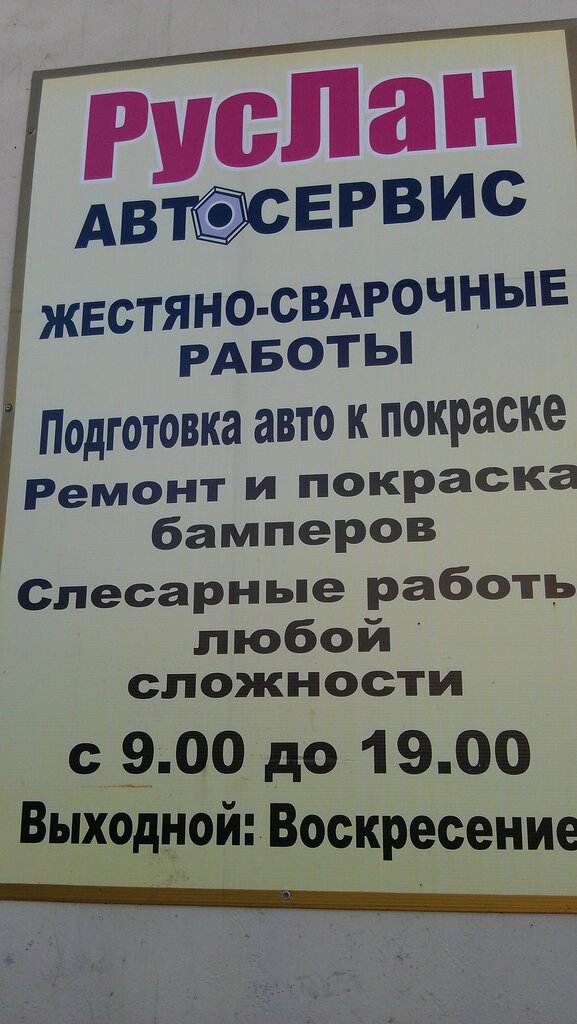 РусЛан
АВТОСЕРВИС
ЖЕСТЯНО-СВАРОЧНЫЕ
РАБОТЫ
Подготовка авто к покраске
Ремонт и покраска
бамперов
Слесарные работы
любой
сложности
с 9.00 до 19.00
Выходной: Воскресение